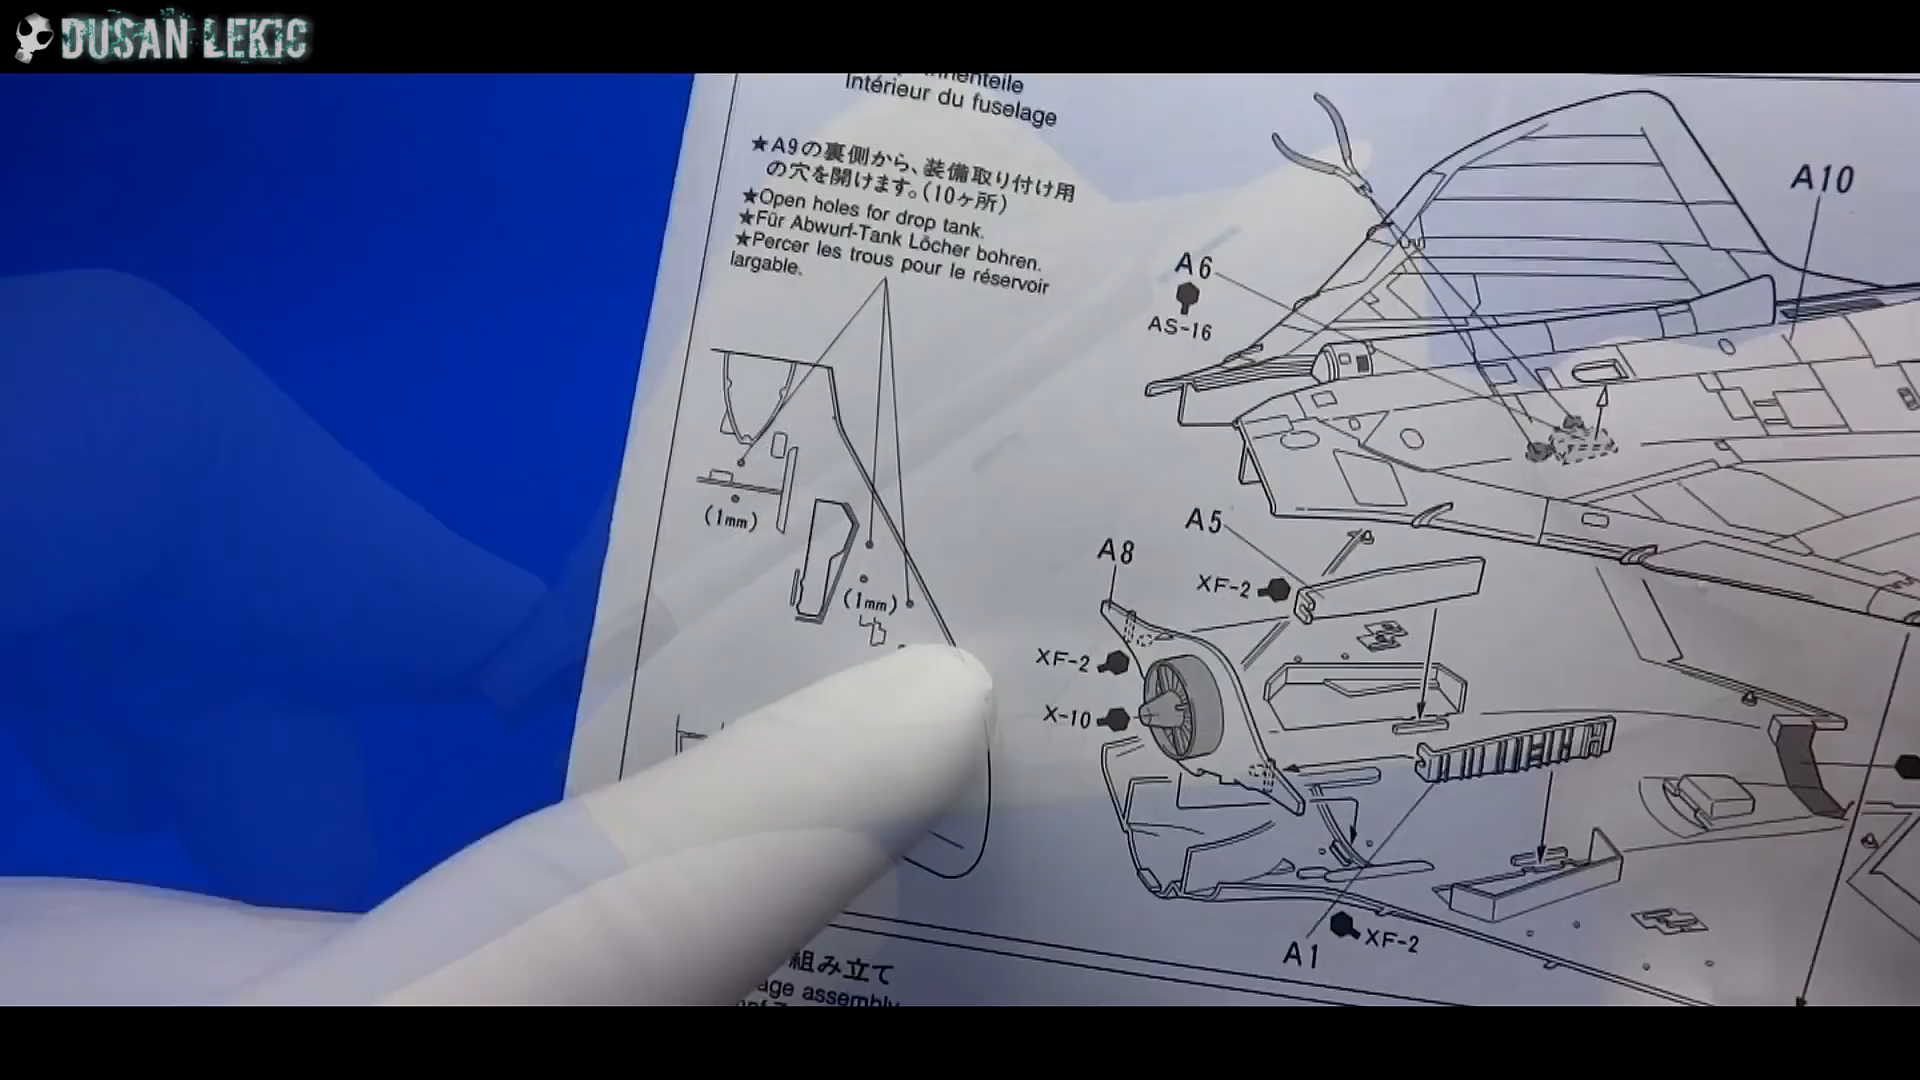 DUSAN LEKIC
Innenteile
Intérieur du fuselage
★A9の裏側から、装備取り付け用
の穴を開けます。(10ヶ所)
★Open holes for drop tank.
★Für Abwurf-Tank Löcher bohren.
★Percer les trous pour le réservoir
largable.
(1mm)
(1mm)
A10
A6
AS-16
A5
XF-2
A8
XF-2
X-10
A1
XF-2
組み立て
age assembly